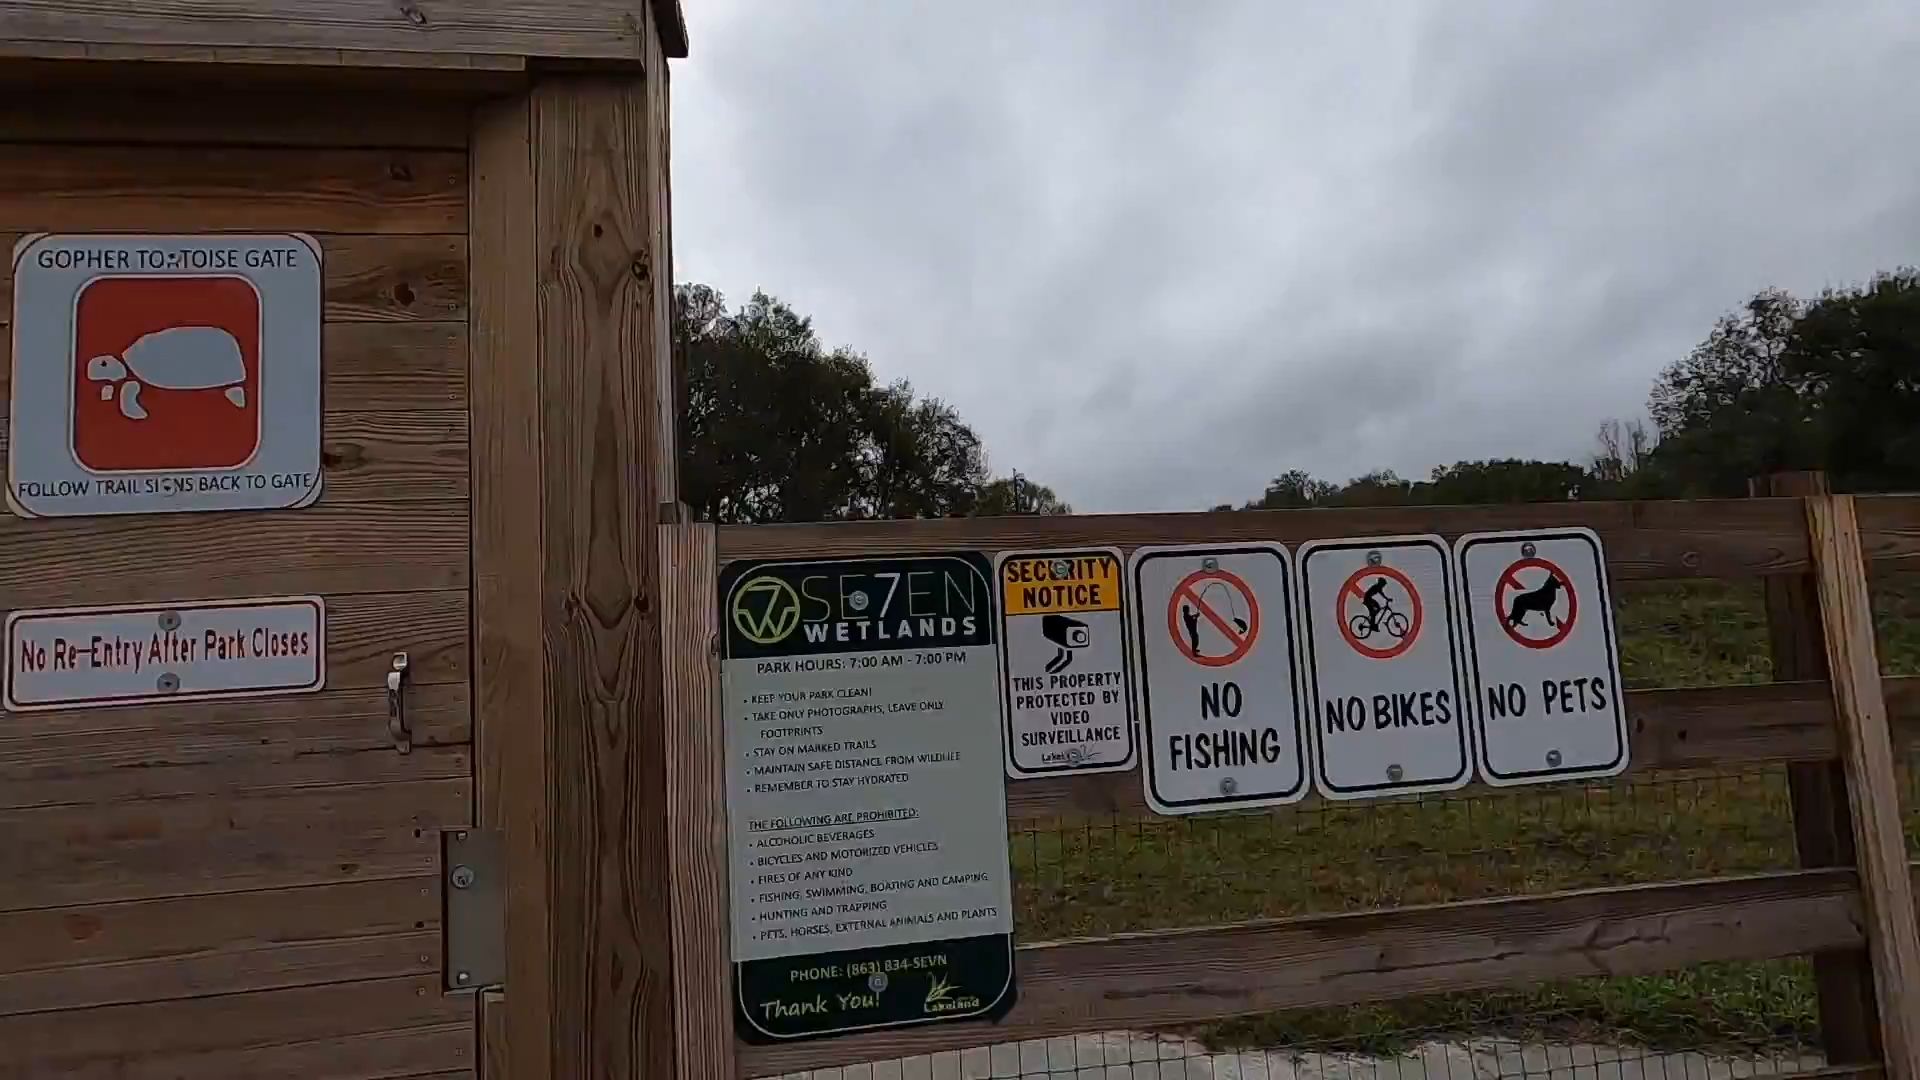 GOPHER TORTOISE GATE
FOLLOW TRAIL SIGNS BACK TO GATE
No Re-Entry After Park Closes
SE7EN
WETLANDS
PARK HOURS: 7:00 AM - 7:00 PM
• KEEP YOUR PARK CLEAN!
• TAKE ONLY PHOTOGRAPHS, LEAVE ONLY
FOOTPRINTS
• STAY ON MARKED TRAILS
• MAINTAIN SAFE DISTANCE FROM WILDLIFE
• REMEMBER TO STAY HYDRATED
THE FOLLOWING ARE PROHIBITED:
• ALCOHOLIC BEVERAGES
• BICYCLES AND MOTORIZED VEHICLES
• FIRES OF ANY KIND
• FISHING, SWIMMING, BOATING AND CAMPING
• HUNTING AND TRAPPING
• PETS, HORSES, EXTERNAL ANIMALS AND PLANTS
PHONE: (863) 834-SEVN
Thank You!
Lakeland
SECURITY
NOTICE
THIS PROPERTY
PROTECTED BY
VIDEO
SURVEILLANCE
Lakeland
NO
FISHING
NO BIKES
NO PETS